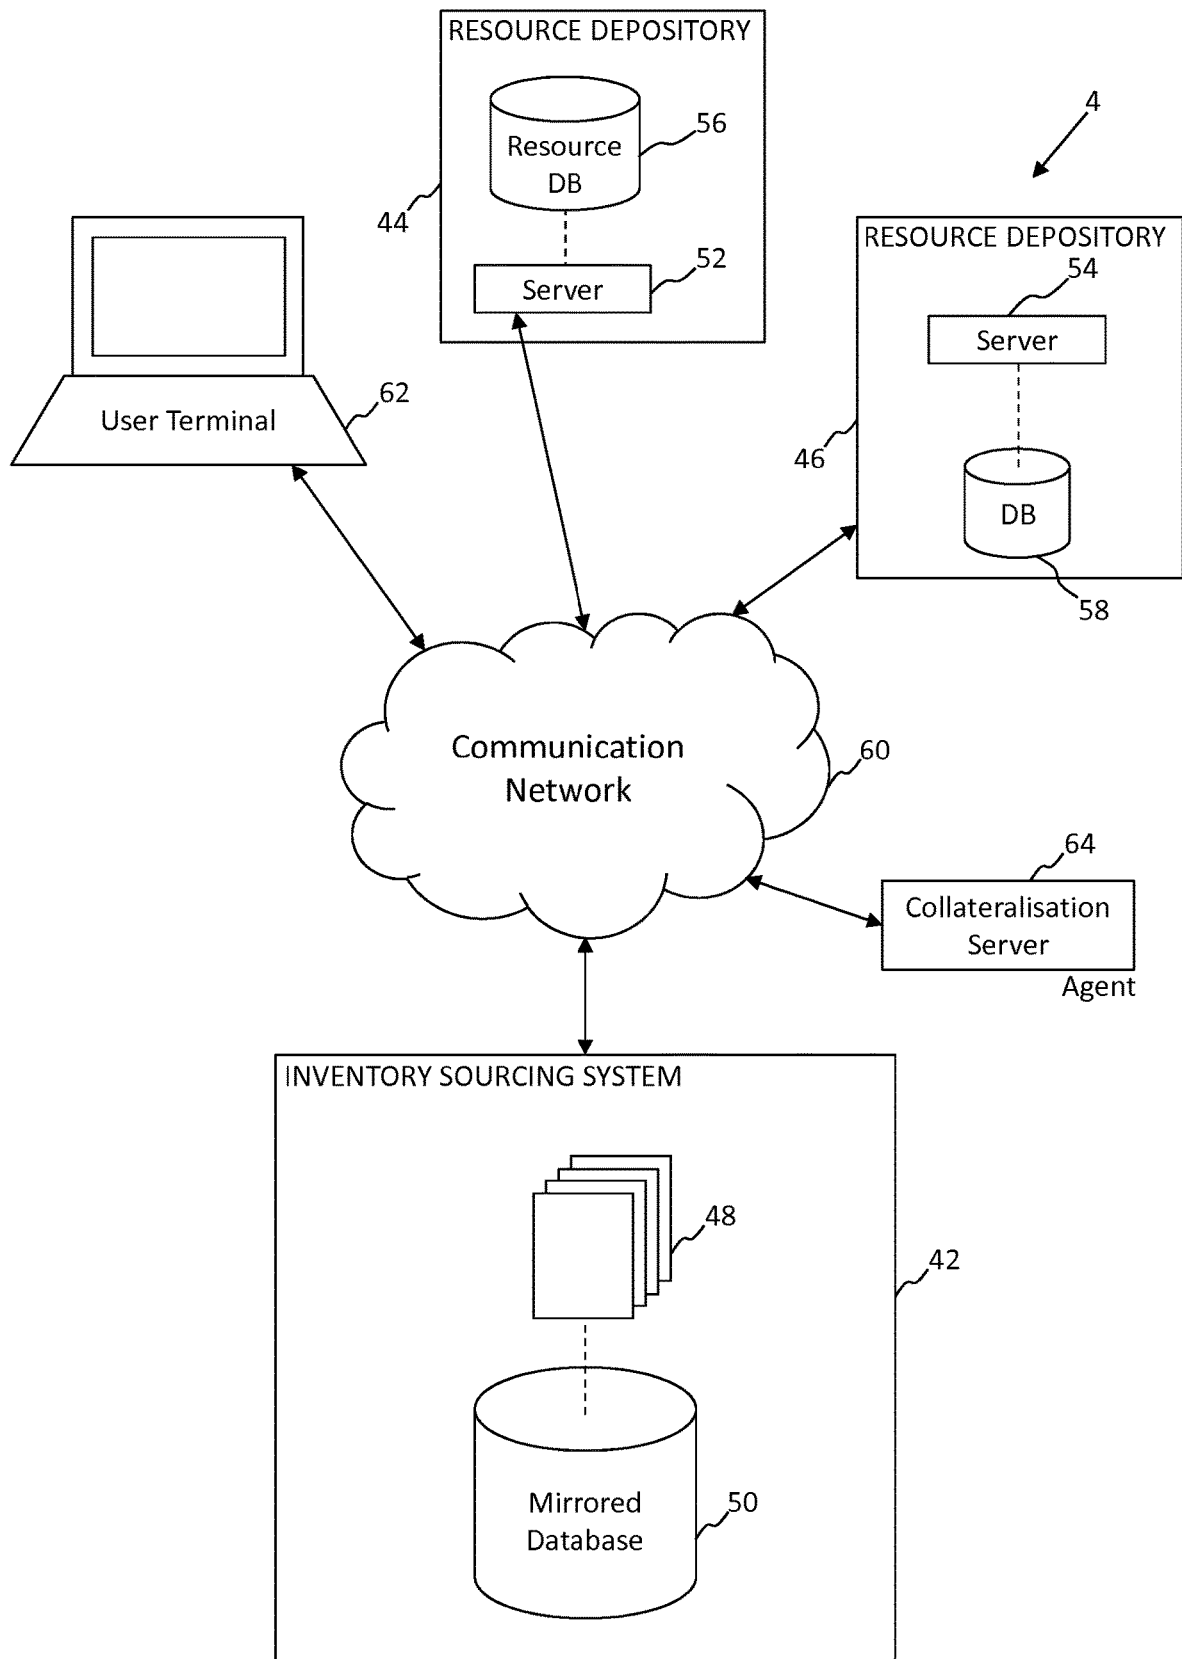 RESOURCE DEPOSITORY
Resource
DB
56
44
52
Server
4
RESOURCE DEPOSITORY
54
Server
46
DB
58
User Terminal
62
Communication
Network
60
64
Collateralisation
Server
Agent
INVENTORY SOURCING SYSTEM
48
42
Mirrored
Database
50